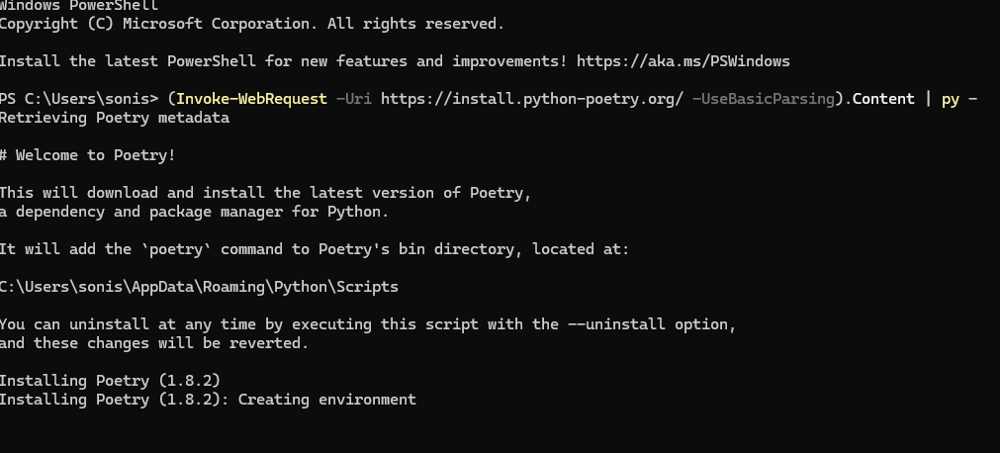 Windows PowerShell
Copyright (C) Microsoft Corporation. All rights reserved.
Install the latest PowerShell for new features and improvements! https://aka.ms/PSWindows
PS C:\Users\sonis> (Invoke-WebRequest -Uri https://install.python-poetry.org/ -UseBasicParsing).Content | py -
Retrieving Poetry metadata
# Welcome to Poetry!
This will download and install the latest version of Poetry,
a dependency and package manager for Python.
It will add the `poetry` command to Poetry's bin directory, located at:
C:\Users\sonis\AppData\Roaming\Python\Scripts
You can uninstall at any time by executing this script with the --uninstall option,
and these changes will be reverted.
Installing Poetry (1.8.2)
Installing Poetry (1.8.2): Creating environment